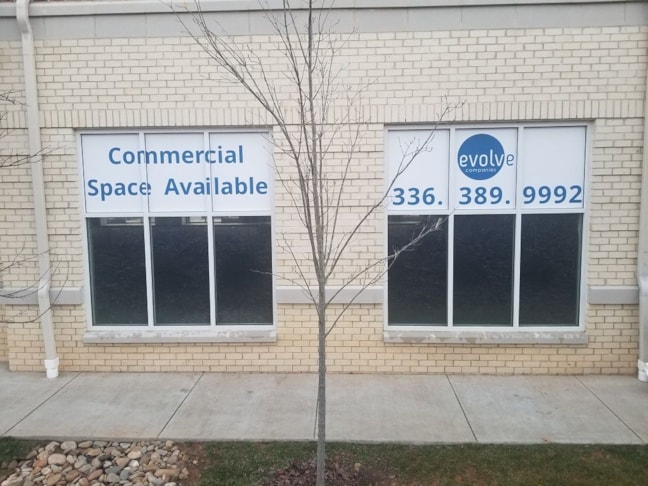 Commercial
Space Available
evolve
companies
336. 389. 9992